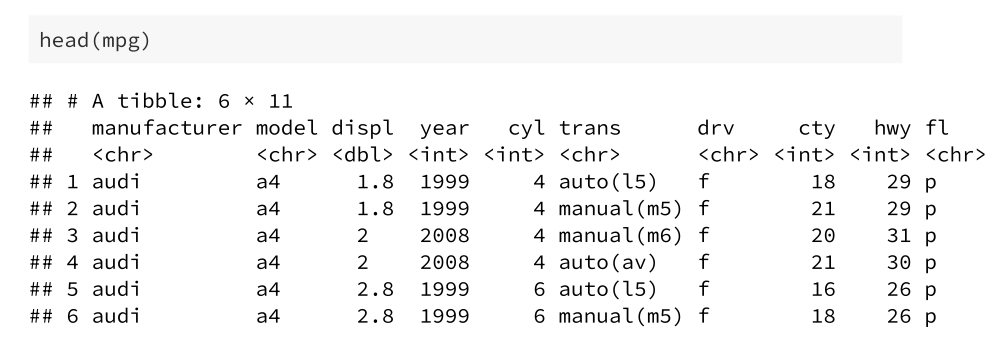 head(mpg)
## # A tibble: 6 × 11
##   manufacturer model displ  year   cyl trans      drv     cty   hwy fl
##   <chr>        <chr> <dbl> <int> <int> <chr>      <chr> <int> <int> <chr>
## 1 audi         a4      1.8  1999     4 auto(l5)   f        18    29 p
## 2 audi         a4      1.8  1999     4 manual(m5) f        21    29 p
## 3 audi         a4      2    2008     4 manual(m6) f        20    31 p
## 4 audi         a4      2    2008     4 auto(av)   f        21    30 p
## 5 audi         a4      2.8  1999     6 auto(l5)   f        16    26 p
## 6 audi         a4      2.8  1999     6 manual(m5) f        18    26 p